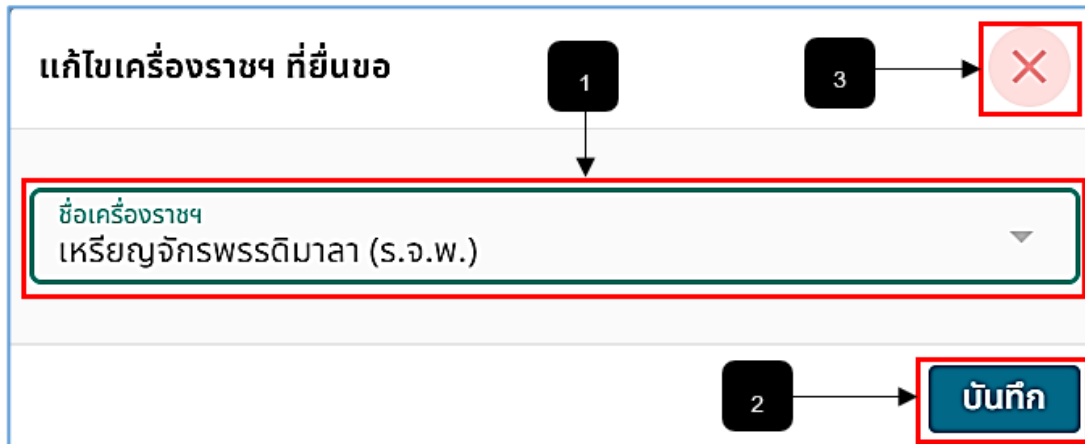 แก้ไขเครื่องราชฯ ที่ยื่นขอ
1
3
ชื่อเครื่องราชฯ
เหรียญจักรพรรดิมาลา (ร.จ.พ.)
2
บันทึก